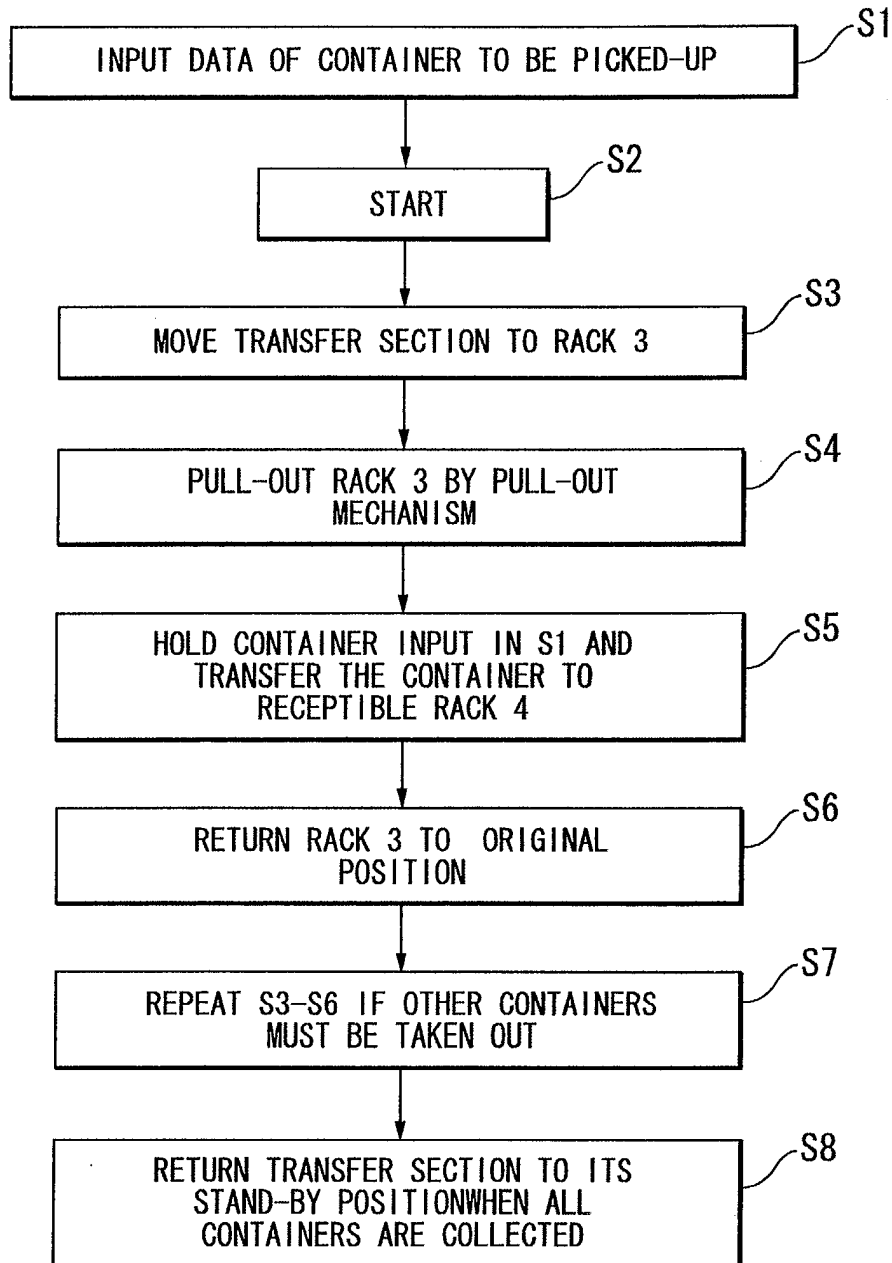 S1
INPUT DATA OF CONTAINER TO BE PICKED-UP
S2
START
S3
MOVE TRANSFER SECTION TO RACK 3
S4
PULL-OUT RACK 3 BY PULL-OUT
MECHANISM
S5
HOLD CONTAINER INPUT IN S1 AND
TRANSFER THE CONTAINER TO
RECEPTIBLE RACK 4
S6
RETURN RACK 3 TO ORIGINAL
POSITION
S7
REPEAT S3-S6 IF OTHER CONTAINERS
MUST BE TAKEN OUT
S8
RETURN TRANSFER SECTION TO ITS
STAND-BY POSITIONWHEN ALL
CONTAINERS ARE COLLECTED